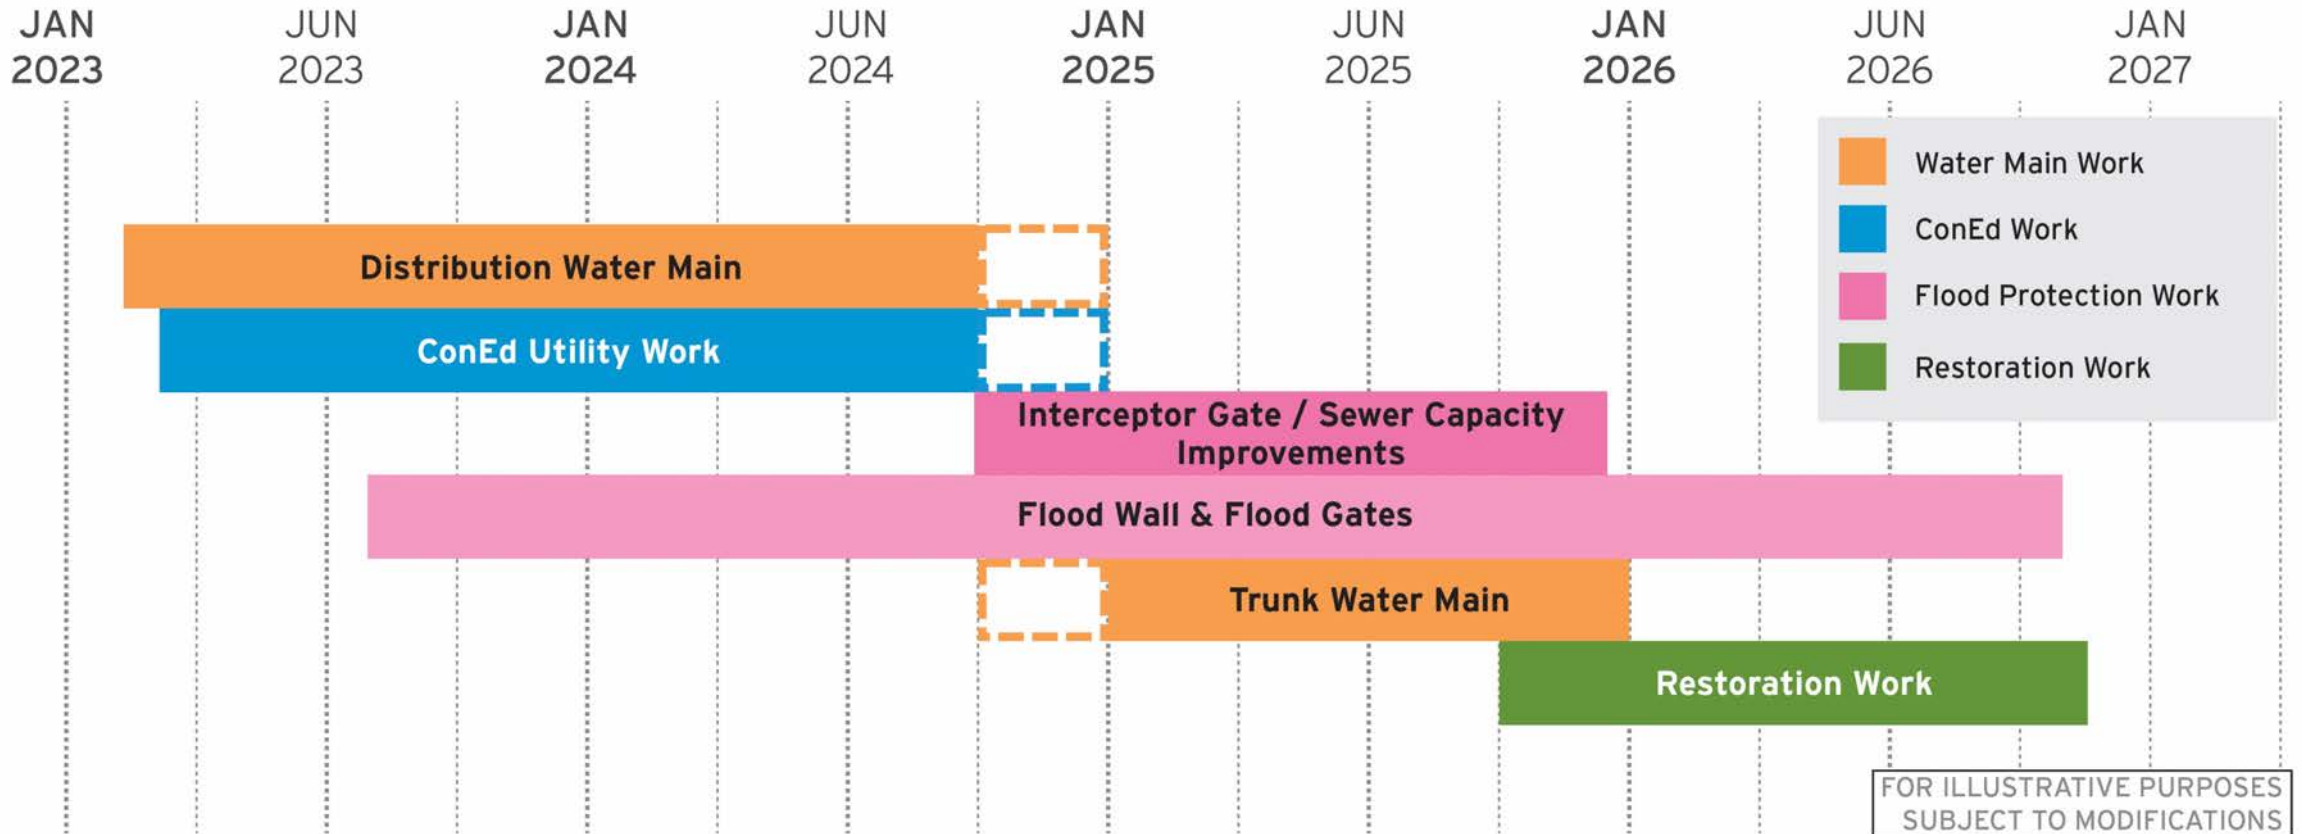 JAN JUN JAN JUN JAN JUN JAN JUN JAN
2023 2023 2024 2024 2025 2025 2026 2026 2027
Water Main Work
ConEd Work
Flood Protection Work
Restoration Work
Distribution Water Main
ConEd Utility Work
Interceptor Gate / Sewer Capacity
Improvements
Flood Wall & Flood Gates
Trunk Water Main
Restoration Work
FOR ILLUSTRATIVE PURPOSES
SUBJECT TO MODIFICATIONS